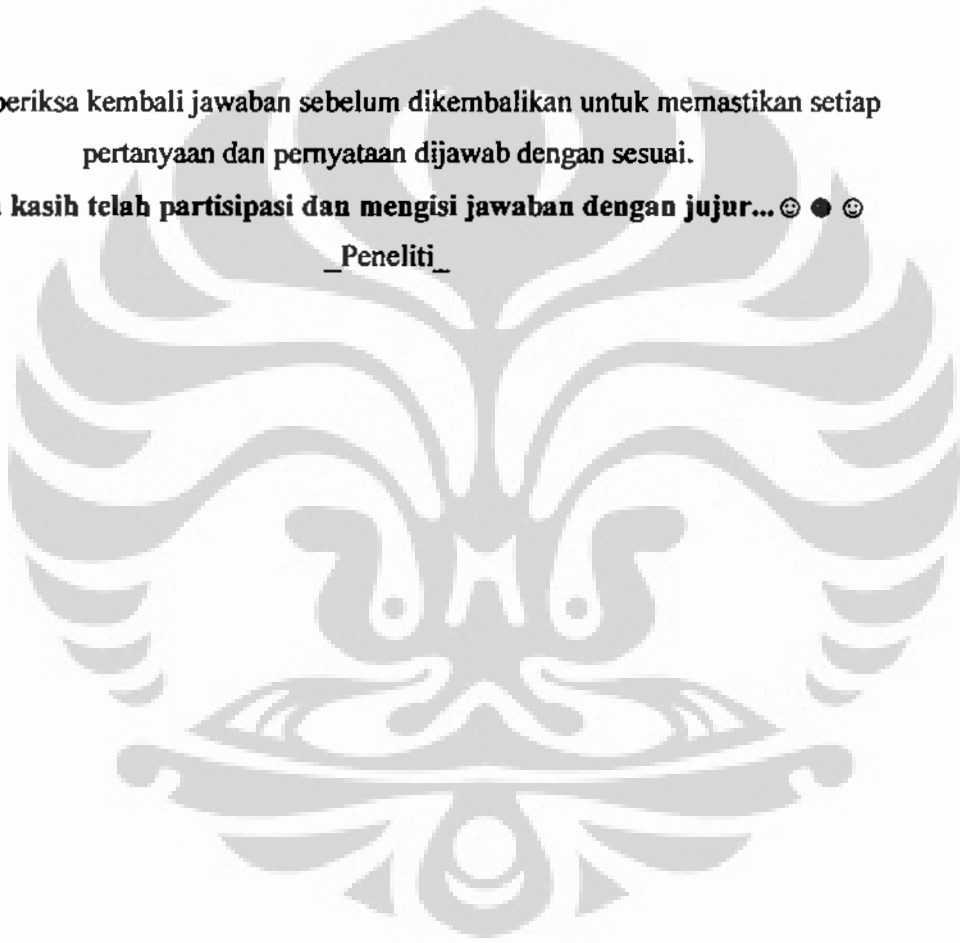 periksa kembali jawaban sebelum dikembalikan untuk memastikan setiap
pertanyaan dan pernyataan dijawab dengan sesuai.
kasih telah partisipasi dan mengisi jawaban dengan jujur...☺ ● ☺
_Peneliti_